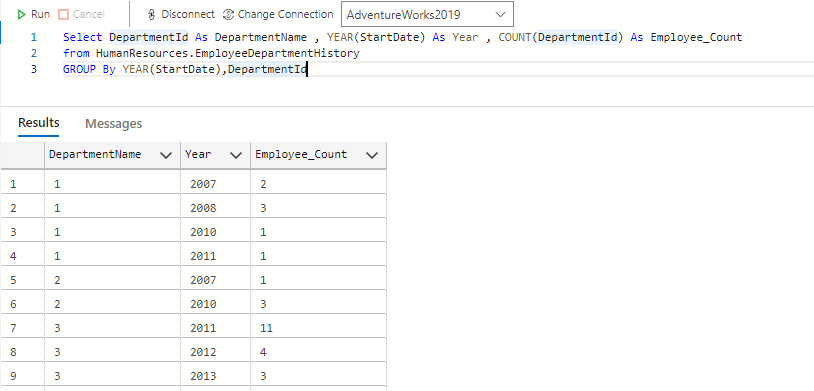 Run Cancel Disconnect Change Connection AdventureWorks2019
1 Select DepartmentId As DepartmentName , YEAR(StartDate) As Year , COUNT(DepartmentId) As Employee_Count
2 from HumanResources.EmployeeDepartmentHistory
3 GROUP By YEAR(StartDate),DepartmentId
Results Messages
DepartmentName Year Employee_Count
1 1 2007 2
2 1 2008 3
3 1 2010 1
4 1 2011 1
5 2 2007 1
6 2 2010 3
7 3 2011 11
8 3 2012 4
9 3 2013 3